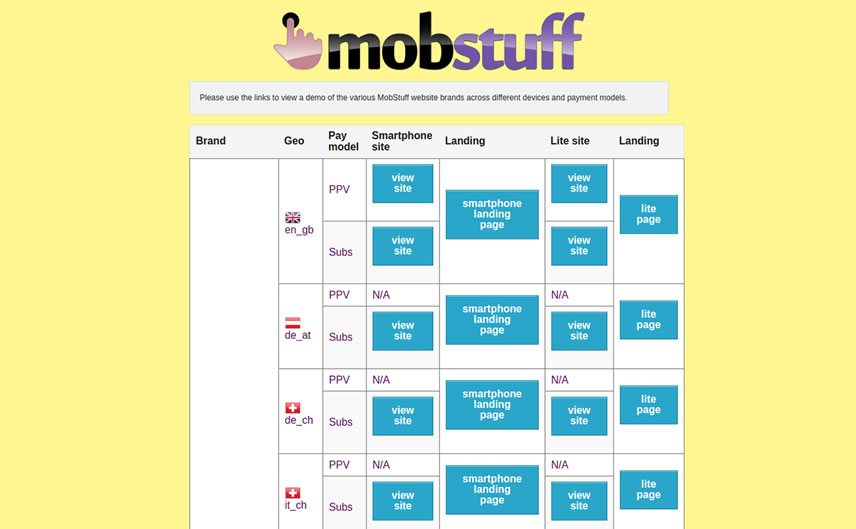 mobstuff
Please use the links to view a demo of the various MobStuff website brands across different devices and payment models.
Brand Geo Pay model Smartphone site Landing Lite site Landing
en_gb
PPV
view
site
smartphone
landing
page
view
site
lite
page
Subs
view
site
view
site
de_at
PPV N/A
smartphone
landing
page
N/A
lite
page
Subs
view
site
view
site
de_ch
PPV N/A
smartphone
landing
page
N/A
lite
page
Subs
view
site
view
site
it_ch
PPV N/A
smartphone
landing
page
N/A
lite
page
Subs
view
site
view
site